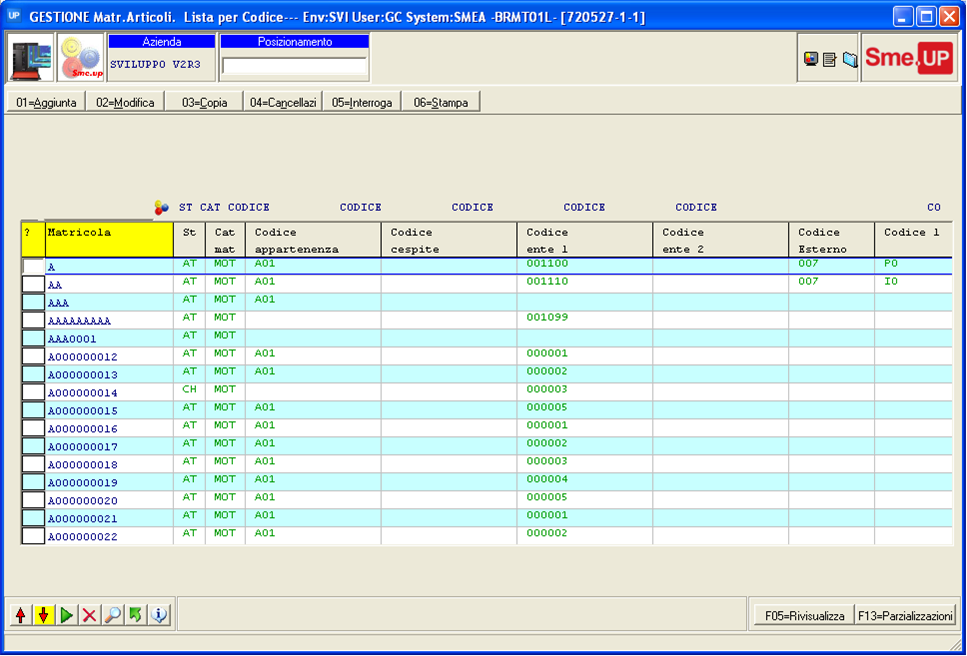 UP GESTIONE Matr.Articoli. Lista per Codice--- Env:SVI User:GC System:SMEA -BRMT01L- [720527-1-1]
Azienda Posizionamento
SVILUPPO V2R3
Sme.up
Sme.UP
01=Aggiunta 02=Modifica 03=Copia 04=Cancellazi 05=Interroga 06=Stampa
ST CAT CODICE CODICE CODICE CODICE CODICE CO
? Matricola St Cat Codice Codice Codice Codice Codice Codice 1
mat appartenenza cespite ente 1 ente 2 Esterno
A AT MOT A01 001100 007 P0
AA AT MOT A01 001110 007 I0
AAA AT MOT A01
AAAAAAAAA AT MOT 001099
AAA0001 AT MOT
A000000012 AT MOT A01 000001
A000000013 AT MOT A01 000002
A000000014 CH MOT 000003
A000000015 AT MOT A01 000005
A000000016 AT MOT A01 000001
A000000017 AT MOT A01 000002
A000000018 AT MOT A01 000003
A000000019 AT MOT A01 000004
A000000020 AT MOT A01 000005
A000000021 AT MOT A01 000001
A000000022 AT MOT A01 000002
F05=Rivisualizza F13=Parzializzazioni